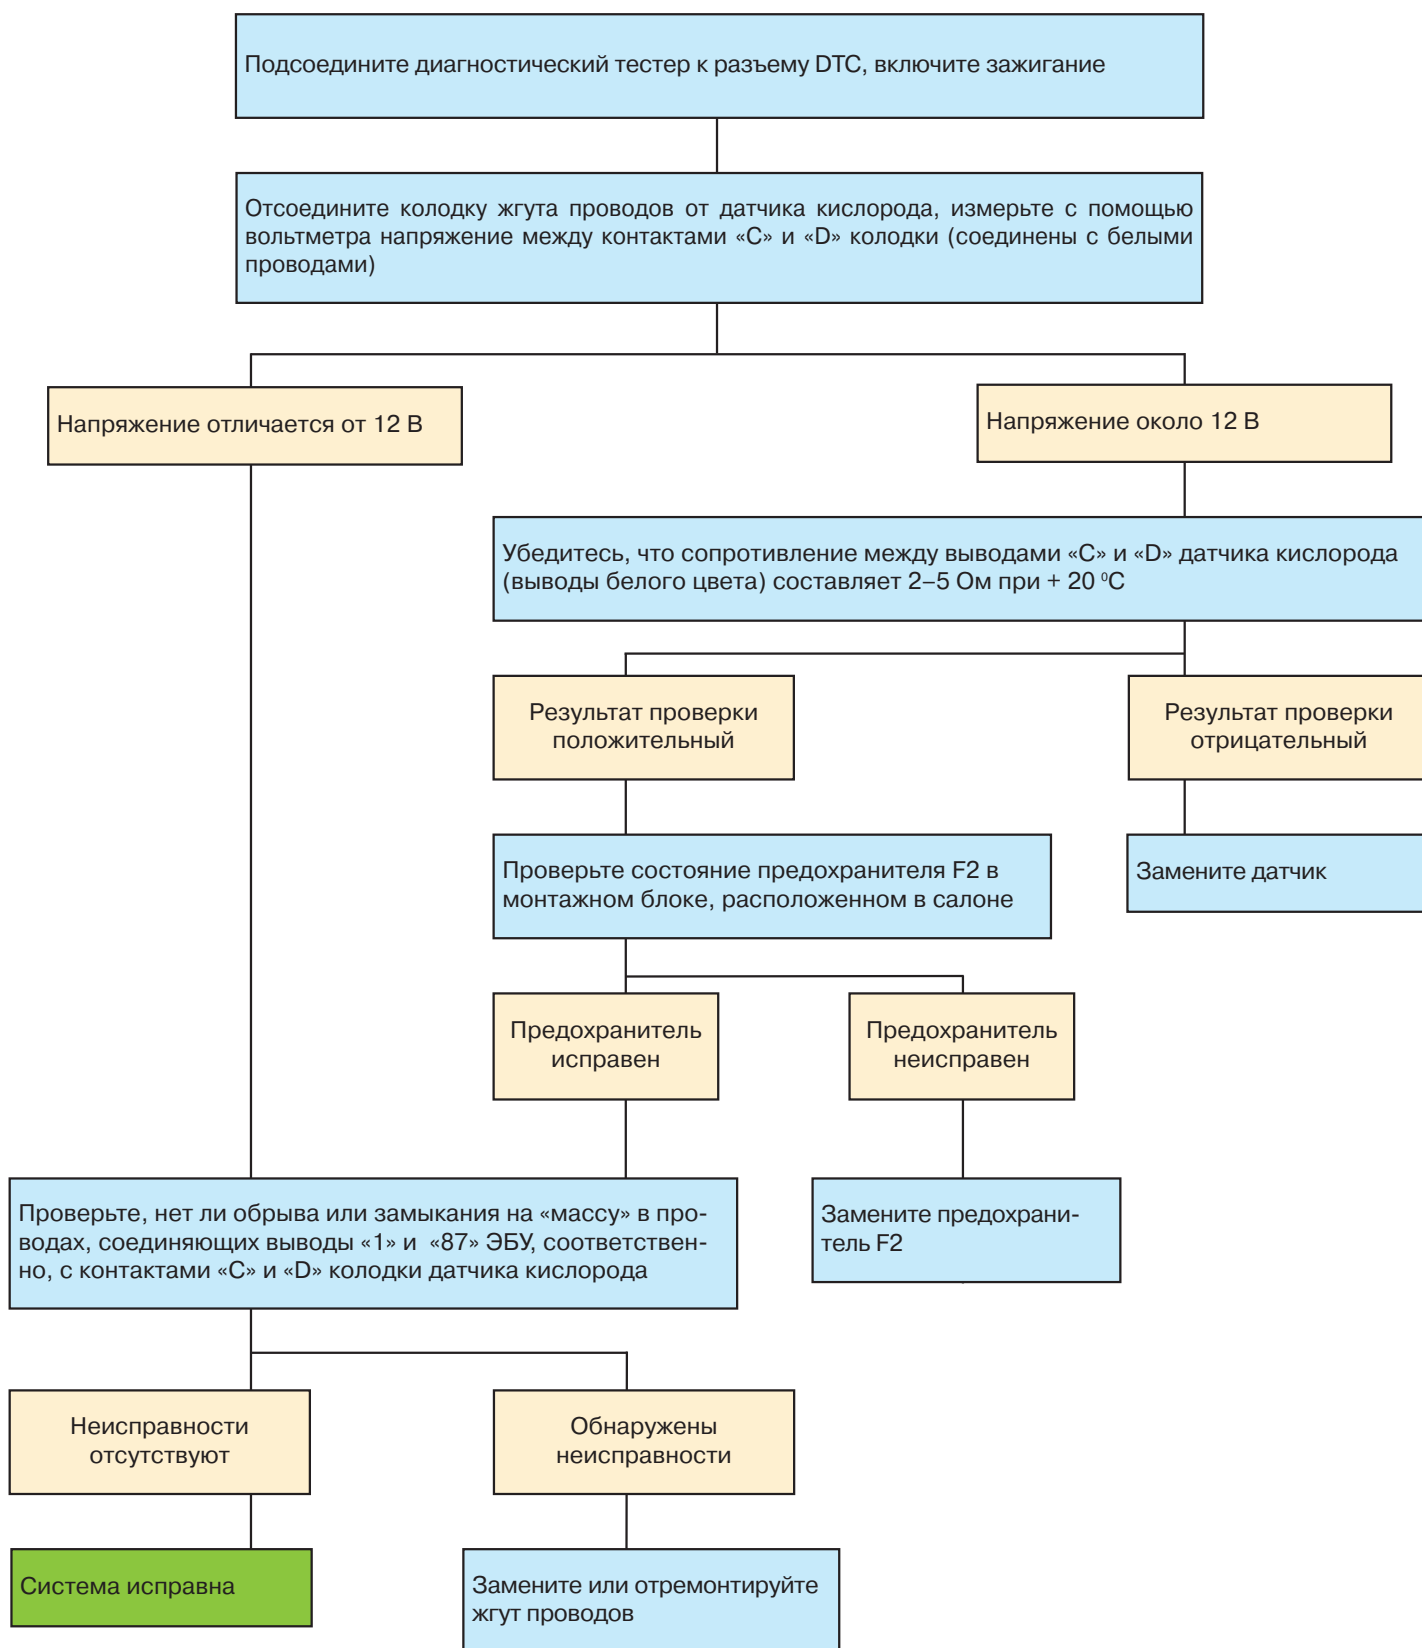 Подсоедините диагностический тестер к разъему DTC, включите зажигание
Отсоедините колодку жгута проводов от датчика кислорода, измерьте с помощью
вольтметра напряжение между контактами «C» и «D» колодки (соединены с белыми
проводами)
Напряжение отличается от 12 В
Напряжение около 12 В
Убедитесь, что сопротивление между выводами «C» и «D» датчика кислорода
(выводы белого цвета) составляет 2–5 Ом при + 20 ⁰C
Результат проверки
положительный
Результат проверки
отрицательный
Проверьте состояние предохранителя F2 в
монтажном блоке, расположенном в салоне
Замените датчик
Предохранитель
исправен
Предохранитель
неисправен
Проверьте, нет ли обрыва или замыкания на «массу» в про-
водах, соединяющих выводы «1» и «87» ЭБУ, соответствен-
но, с контактами «C» и «D» колодки датчика кислорода
Замените предохрани-
тель F2
Неисправности
отсутствуют
Обнаружены
неисправности
Система исправна
Замените или отремонтируйте
жгут проводов